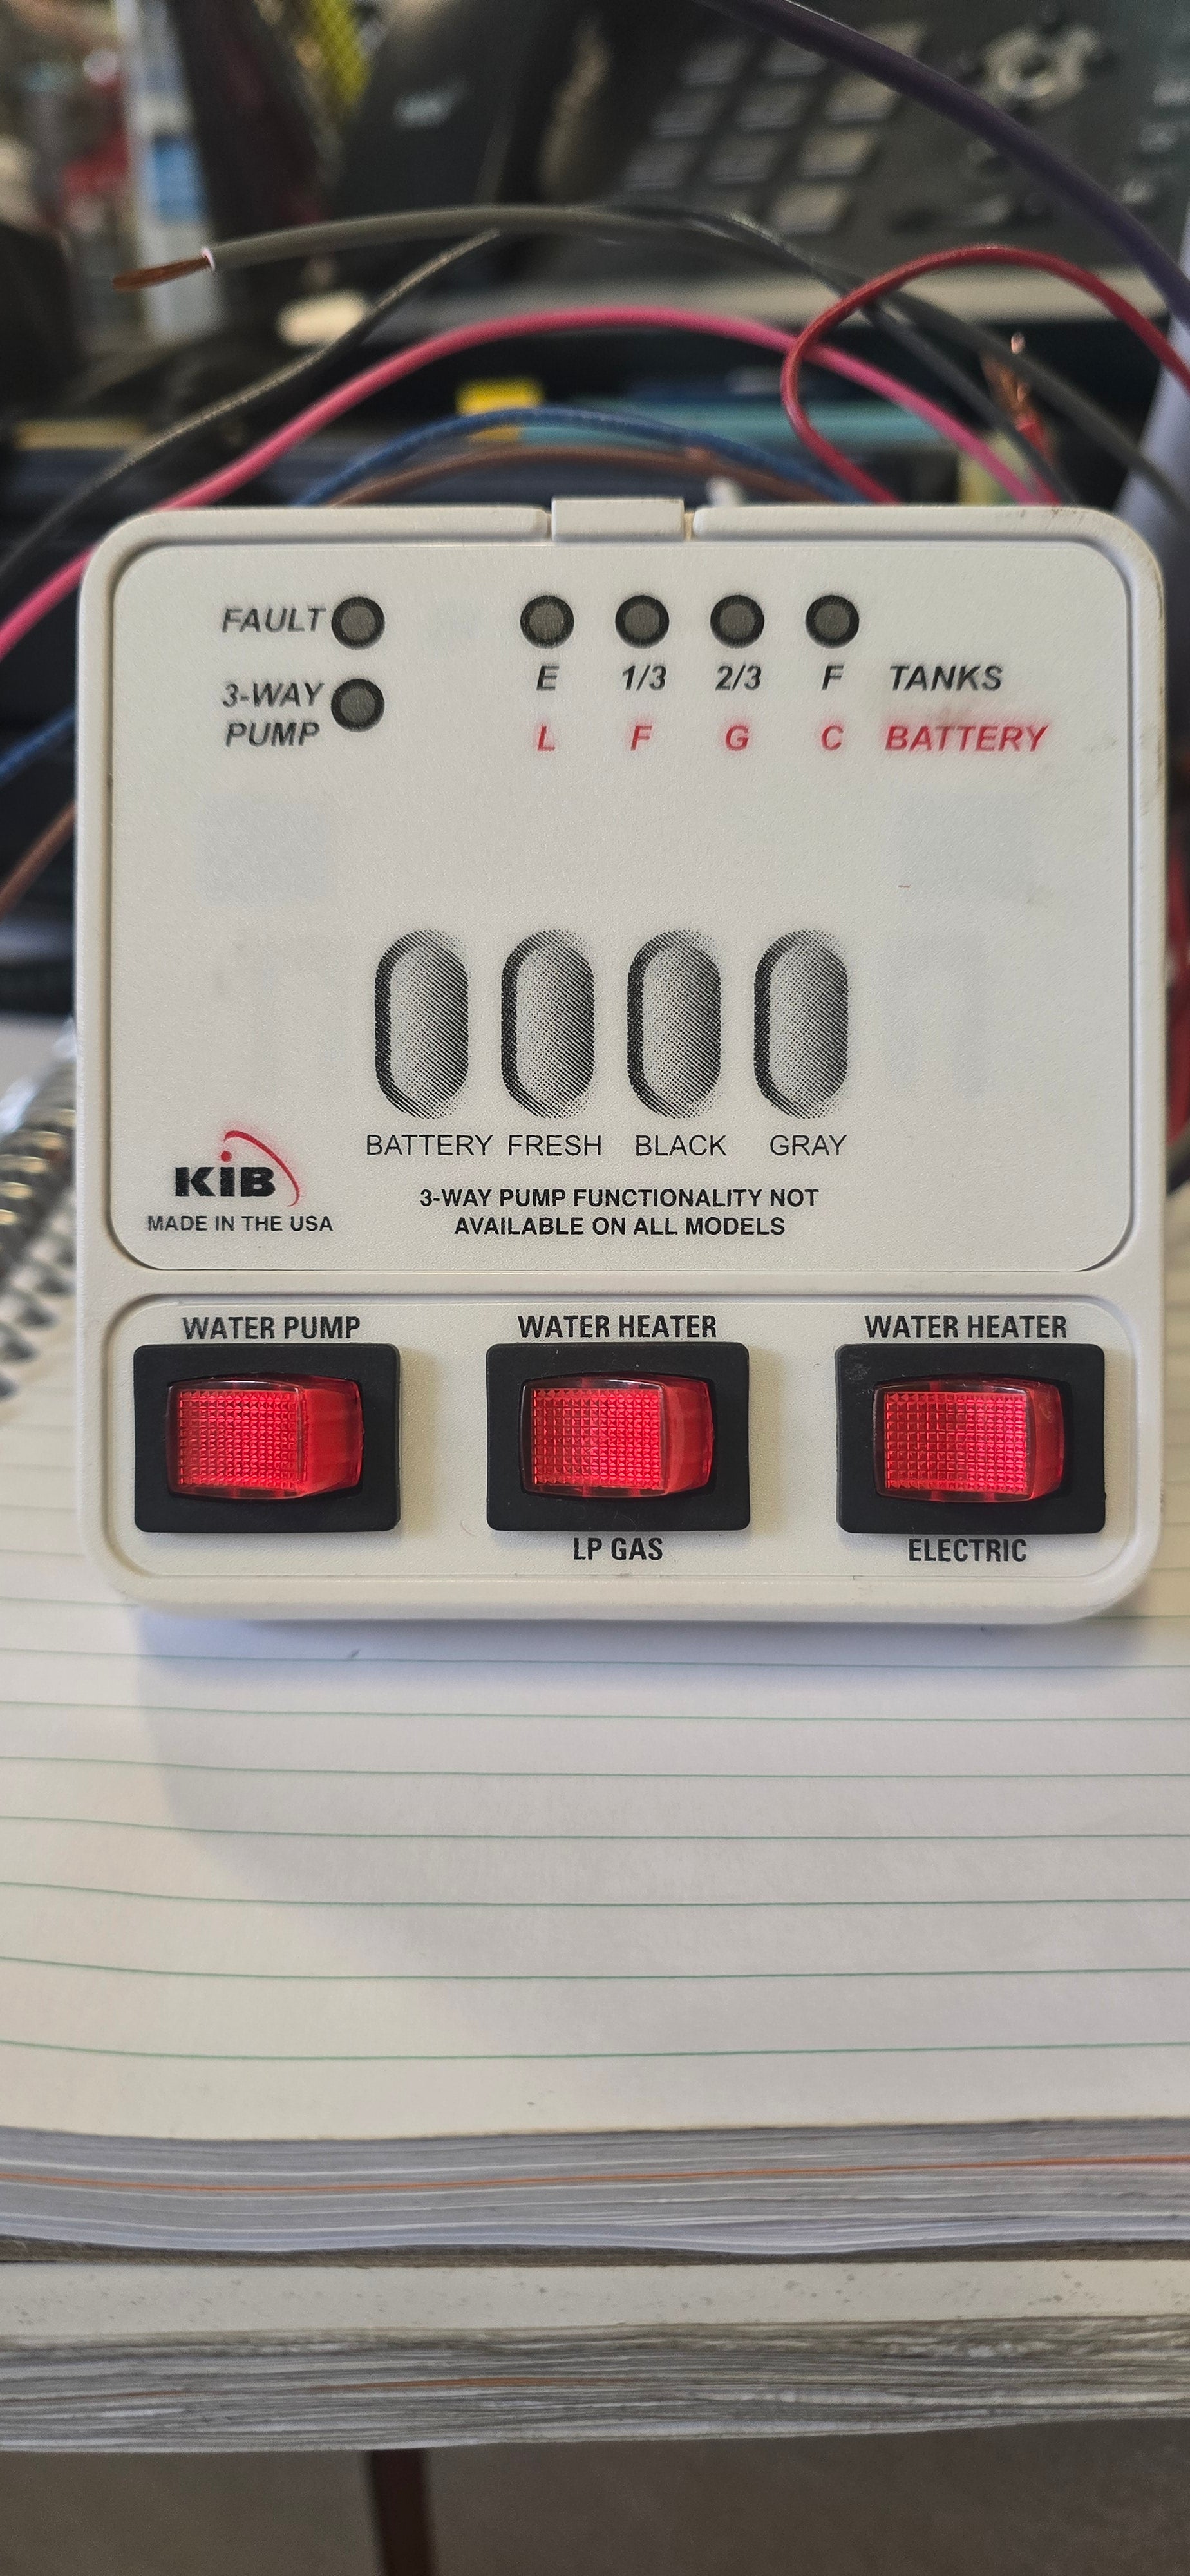 FAULT
3-WAY
PUMP
E 1/3 2/3 F TANKS
L F G C BATTERY
BATTERY FRESH BLACK GRAY
KIB
MADE IN THE USA
3-WAY PUMP FUNCTIONALITY NOT
AVAILABLE ON ALL MODELS
WATER PUMP
WATER HEATER
LP GAS
WATER HEATER
ELECTRIC